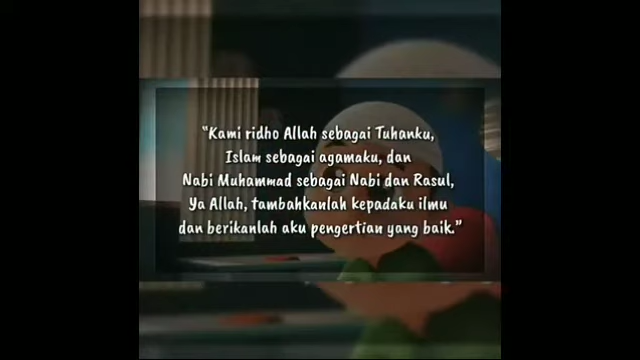 “Kami ridho Allah sebagai Tuhanku,
Islam sebagai agamaku, dan
Nabi Muhammad sebagai Nabi dan Rasul,
Ya Allah, tambahkanlah kepadaku ilmu
dan berikanlah aku pengertian yang baik.”